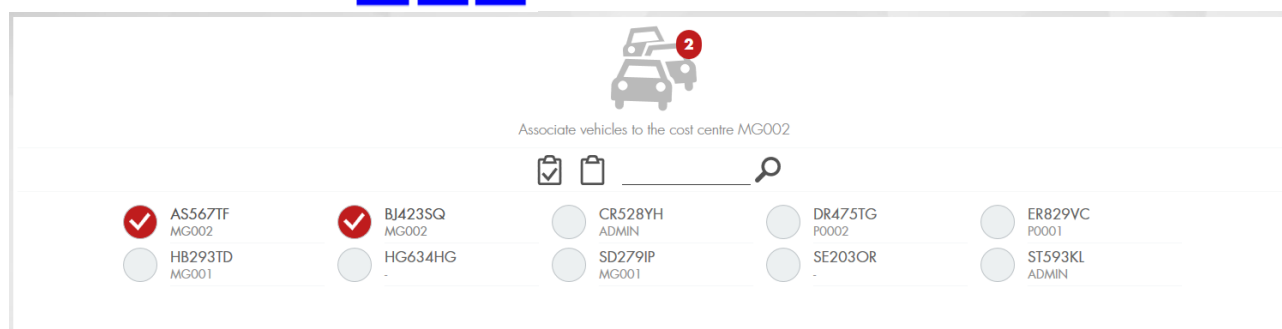 2
Associate vehicles to the cost centre MG002
AS567TF
MG002
BJ423SQ
MG002
CR528YH
ADMIN
DR475TG
P0002
ER829VC
P0001
HB293TD
MG001
HG634HG
-
SD279IP
MG001
SE203OR
-
ST593KL
ADMIN